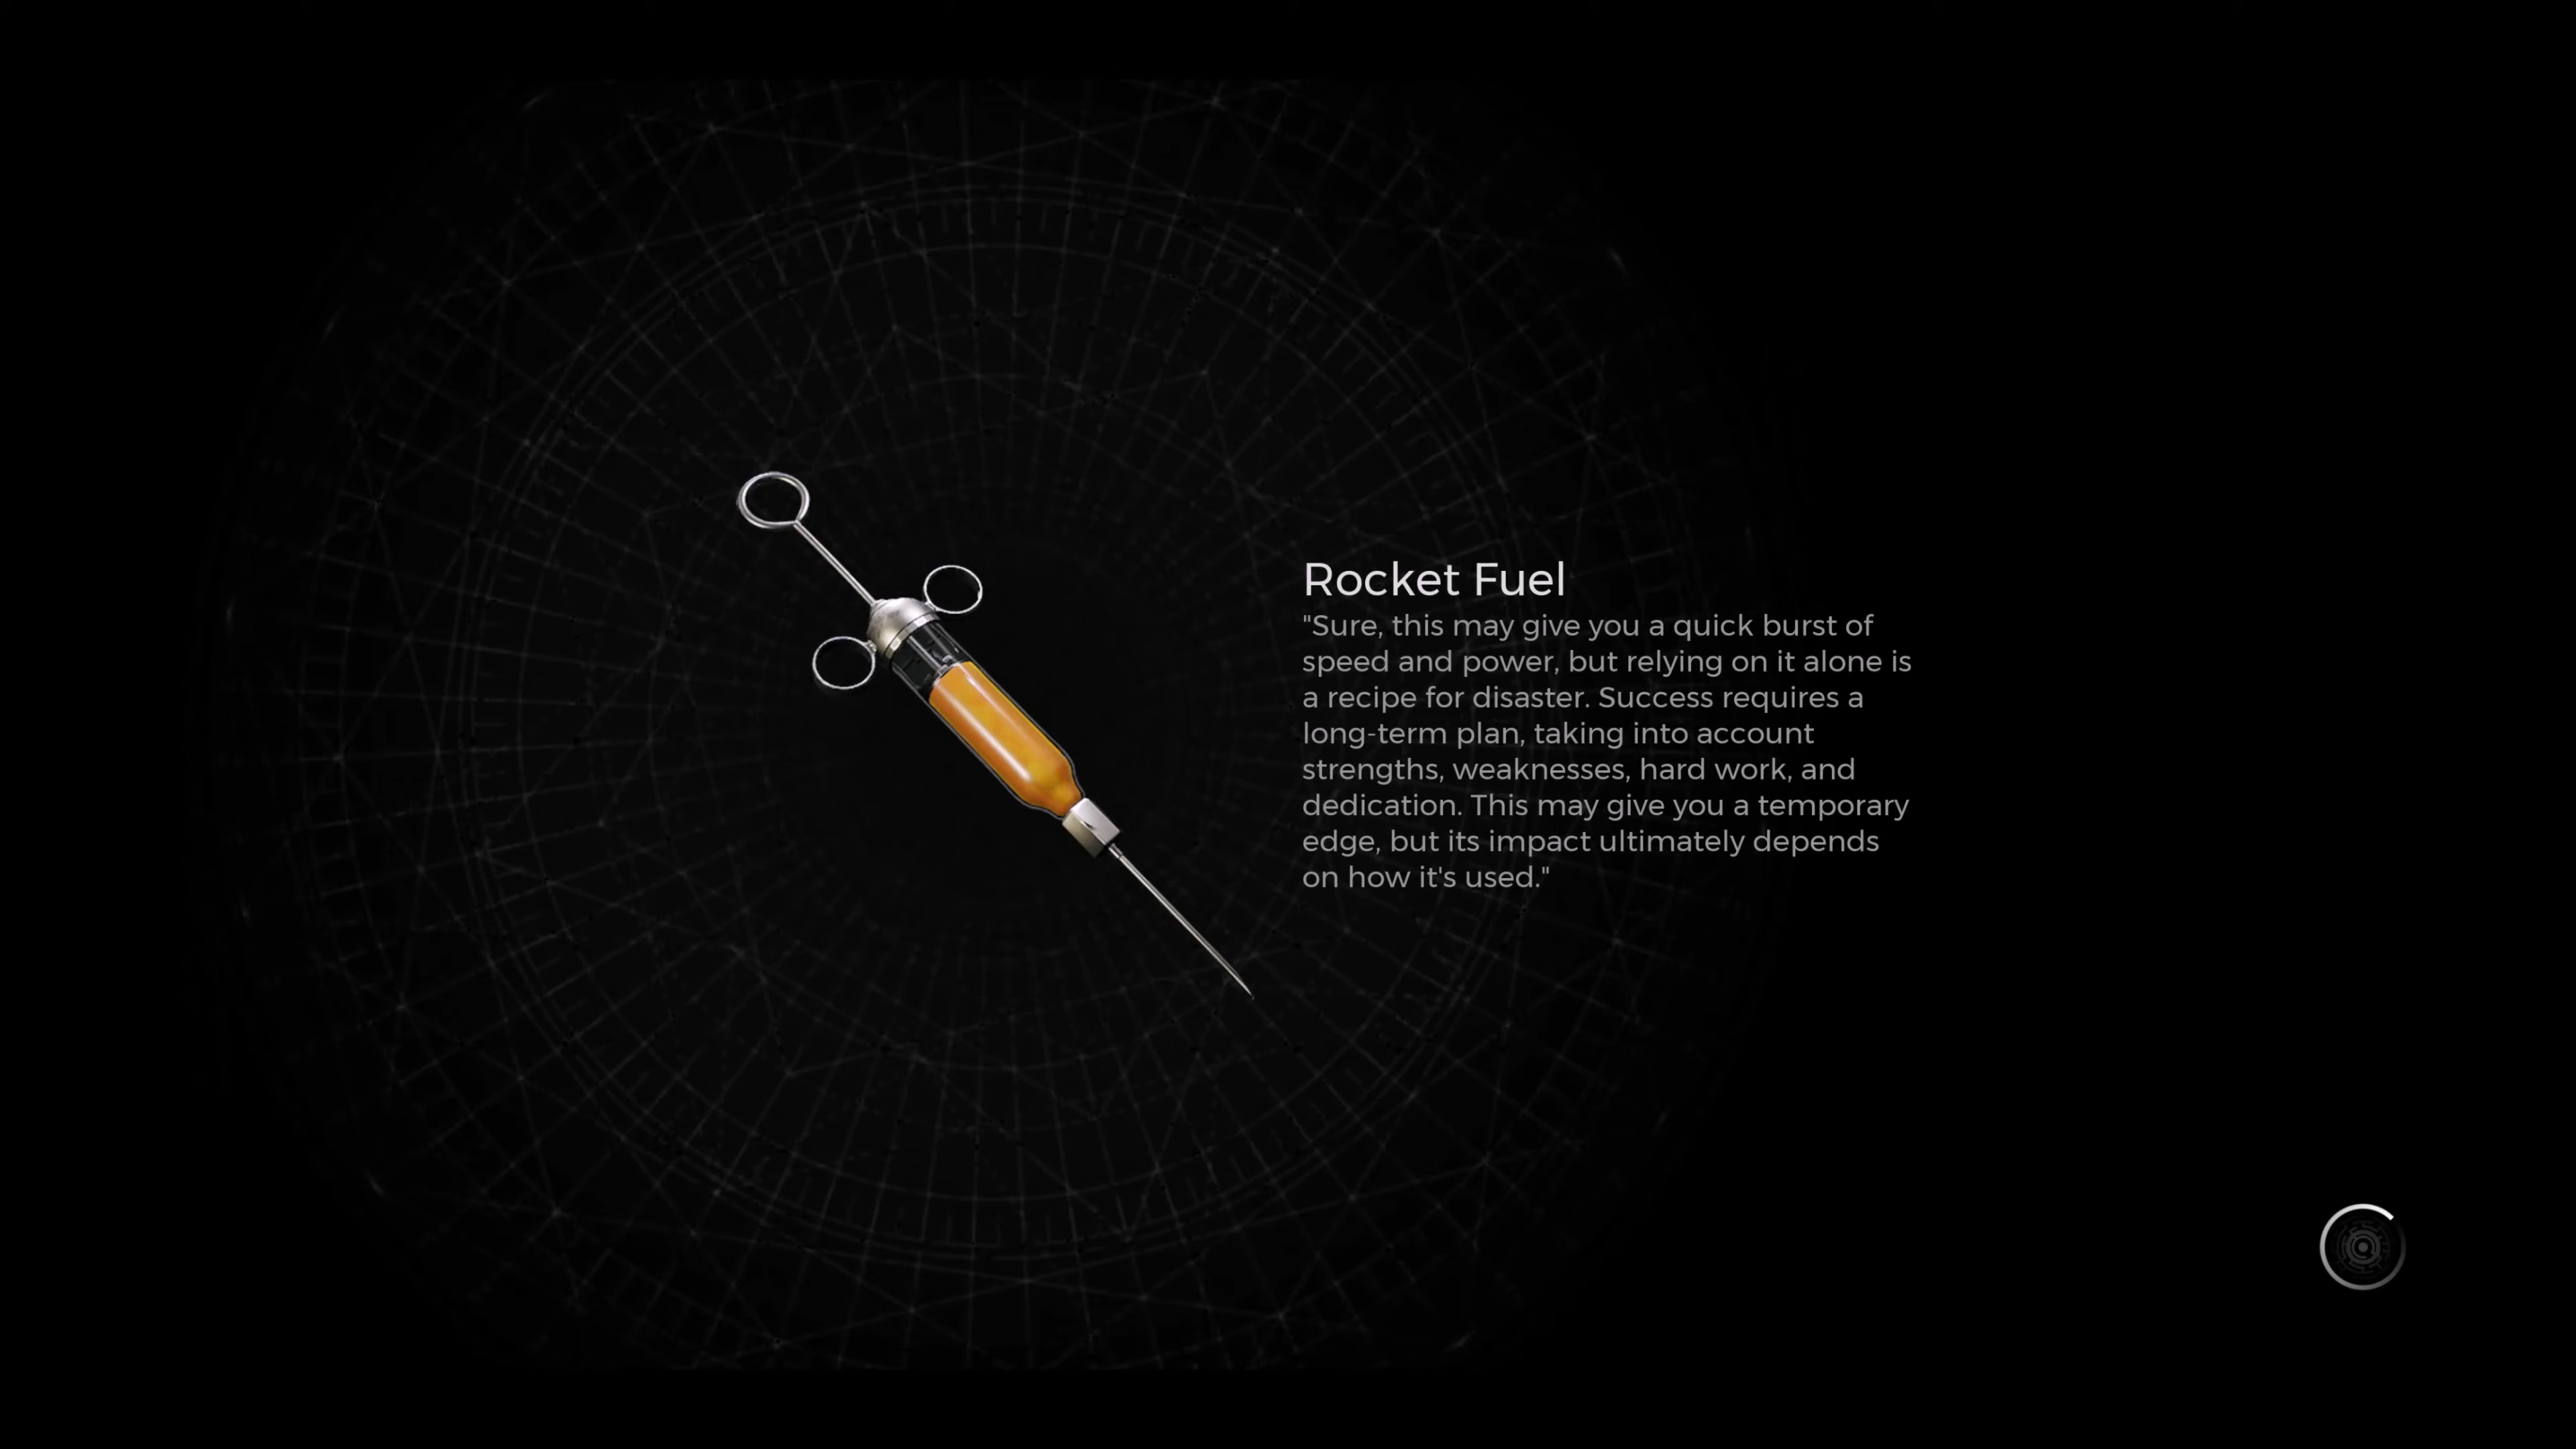 Rocket Fuel
"Sure, this may give you a quick burst of
speed and power, but relying on it alone is
a recipe for disaster. Success requires a
long-term plan, taking into account
strengths, weaknesses, hard work, and
dedication. This may give you a temporary
edge, but its impact ultimately depends
on how it's used."